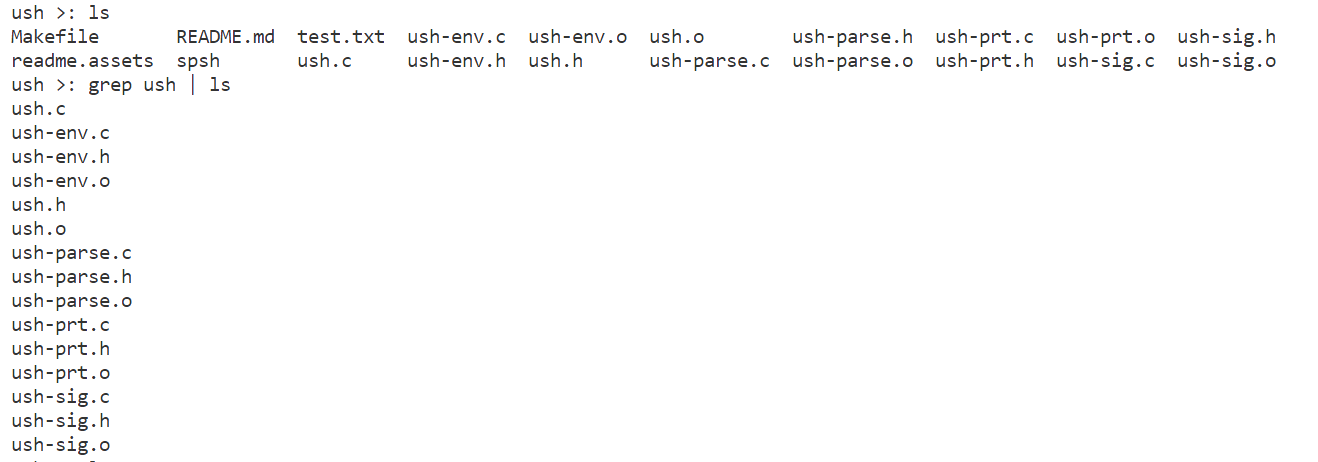 ush >: ls
Makefile       README.md  test.txt  ush-env.c  ush-env.o  ush.o        ush-parse.h  ush-prt.c  ush-prt.o  ush-sig.h
readme.assets  spsh       ush.c     ush-env.h  ush.h      ush-parse.c  ush-parse.o  ush-prt.h  ush-sig.c  ush-sig.o
ush >: grep ush | ls
ush.c
ush-env.c
ush-env.h
ush-env.o
ush.h
ush.o
ush-parse.c
ush-parse.h
ush-parse.o
ush-prt.c
ush-prt.h
ush-prt.o
ush-sig.c
ush-sig.h
ush-sig.o